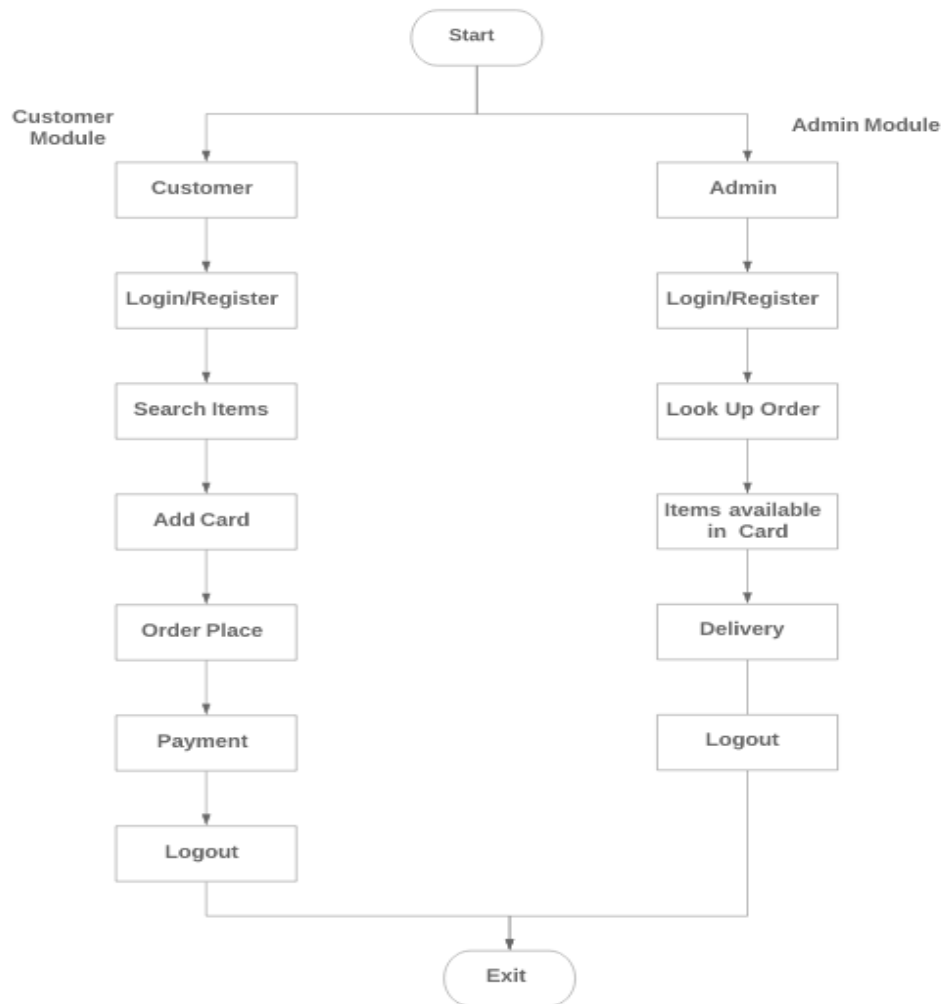 Start
Customer
Module
Admin Module
Customer
Admin
Login/Register
Login/Register
Search Items
Look Up Order
Add Card
Items available
in Card
Order Place
Delivery
Payment
Logout
Logout
Exit